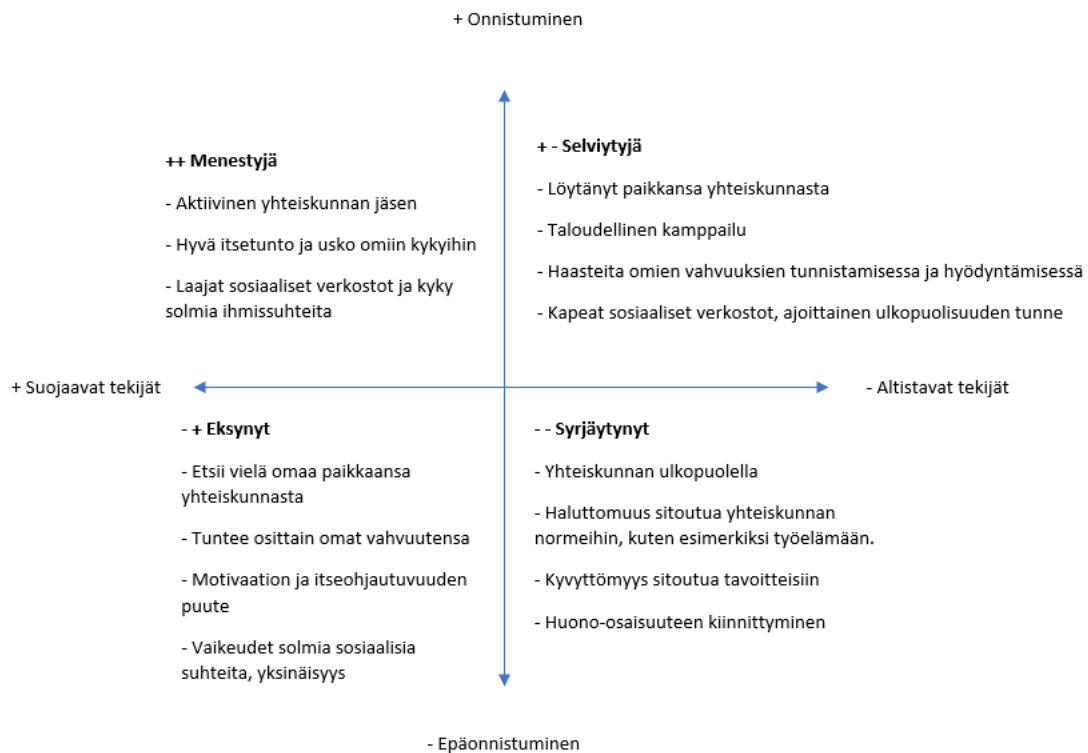 + Onnistuminen
++ Menestyjä
- Aktiivinen yhteiskunnan jäsen
- Hyvä itsetunto ja usko omiin kykyihin
- Laajat sosiaaliset verkostot ja kyky
solmia ihmissuhteita
+ - Selviytyjä
- Löytänyt paikkansa yhteiskunnasta
- Taloudellinen kamppailu
- Haasteita omien vahvuuksien tunnistamisessa ja hyödyntämisessä
- Kapeat sosiaaliset verkostot, ajoittainen ulkopuolisuuden tunne
+ Suojaavat tekijät
- Altistavat tekijät
- + Eksynyt
- Etsii vielä omaa paikkaansa
yhteiskunnasta
- Tuntee osittain omat vahvuutensa
- Motivaation ja itseohjautuvuuden
puute
- Vaikeudet solmia sosiaalisia
suhteita, yksinäisyys
- - Syrjäytynyt
- Yhteiskunnan ulkopuolella
- Haluttomuus sitoutua yhteiskunnan
normeihin, kuten esimerkiksi työelämään.
- Kyvyttömyys sitoutua tavoitteisiin
- Huono-osaisuuteen kiinnittyminen
- Epäonnistuminen